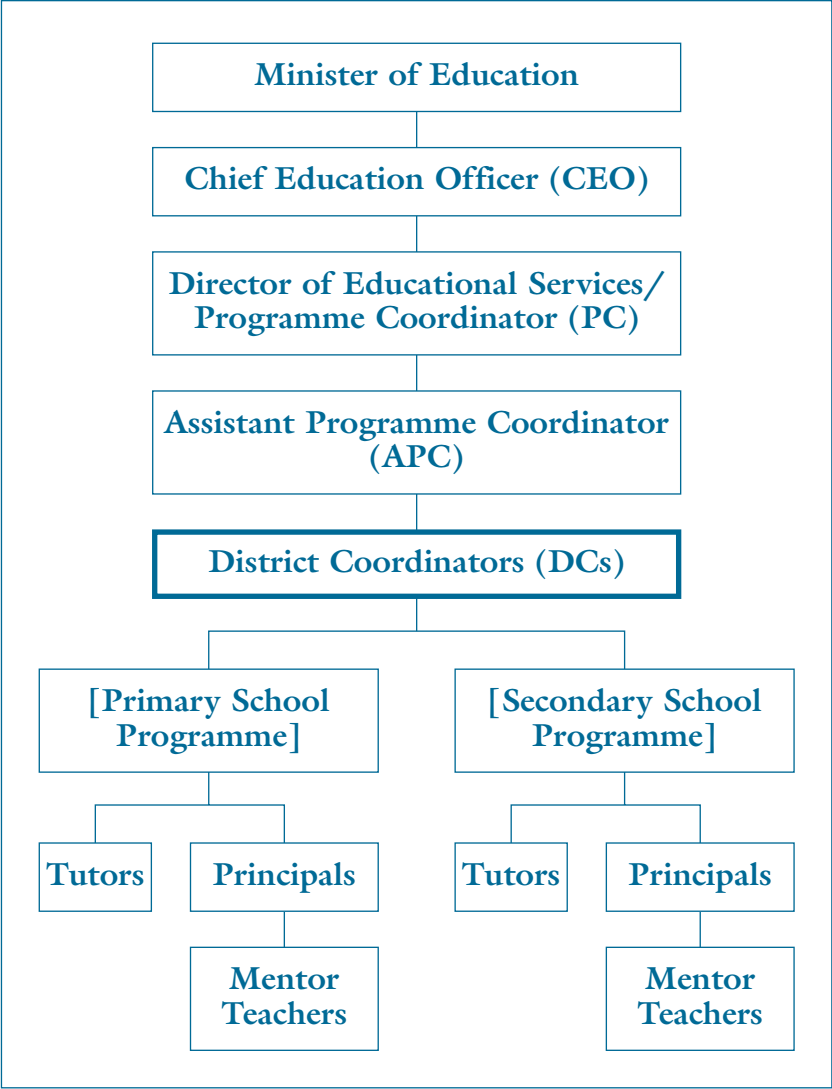 Minister of Education
Chief Education Officer (CEO)
Director of Educational Services/
Programme Coordinator (PC)
Assistant Programme Coordinator
(APC)
District Coordinators (DCs)
[Primary School
Programme]
[Secondary School
Programme]
Tutors
Principals
Tutors
Principals
Mentor
Teachers
Mentor
Teachers